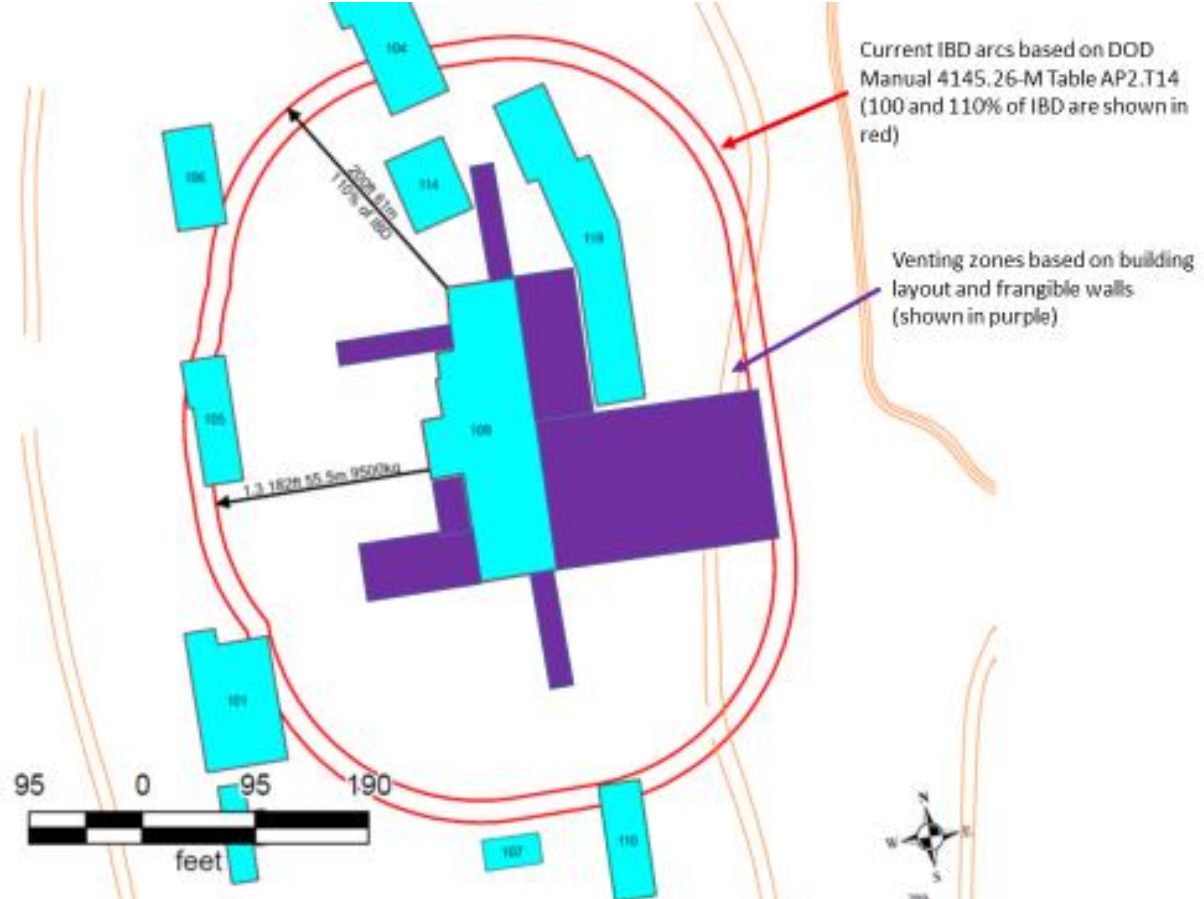 104
Current IBD arcs based on DOD
Manual 4145.26-M Table AP2.T14
(100 and 110% of IBD are shown in
red)
106
114
200ft 61m
110% of IBD
119
Venting zones based on building
layout and frangible walls
(shown in purple)
105
1.3 182ft 55.5m 9500kg
101
95 0 95 190
feet
107
110
N
W E
S